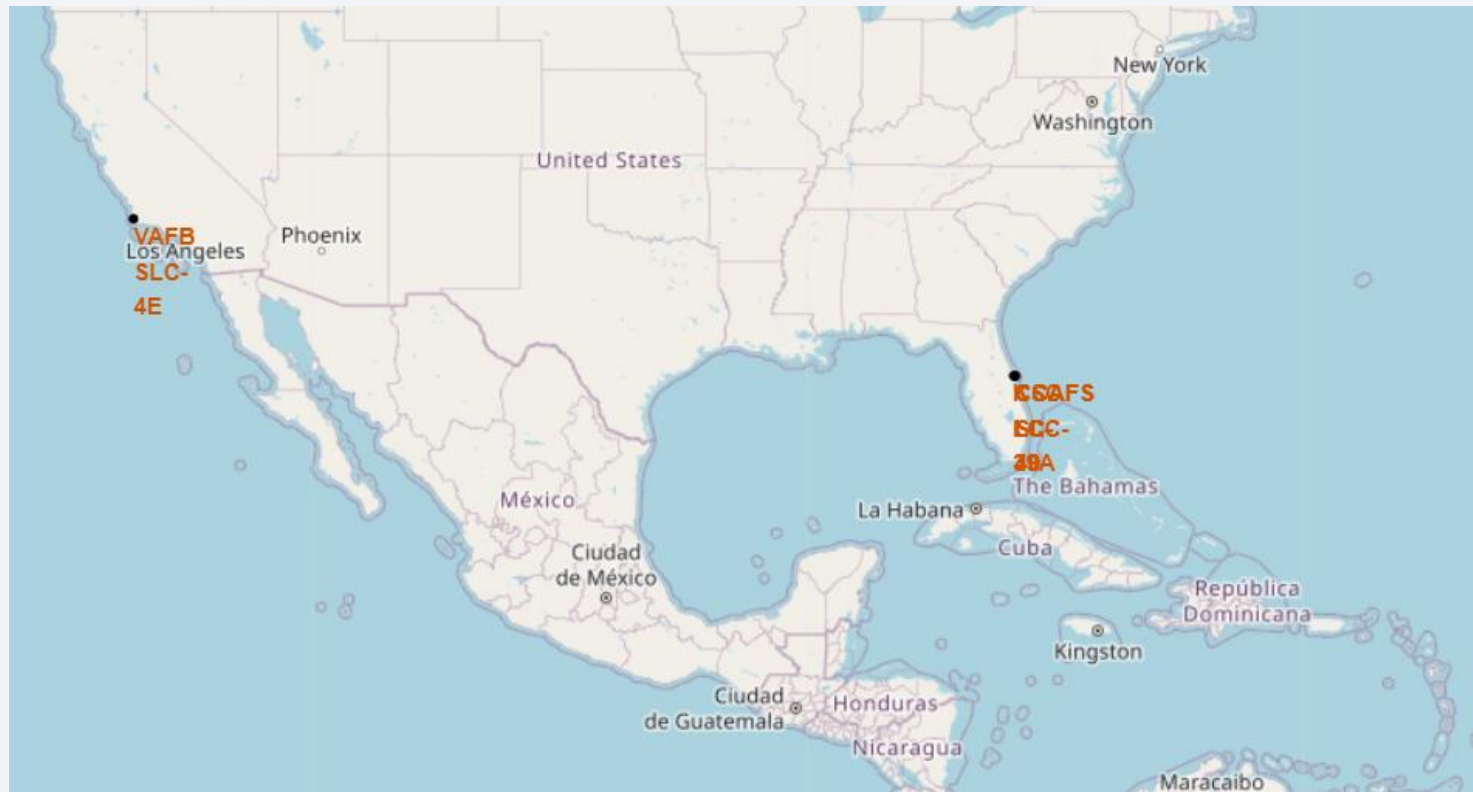 New York
Washington
United States
VAFB
Los Angeles
SLC-
4E
Phoenix
La Habana
The Bahamas
Cuba
México
Ciudad
de México
República
Dominicana
Kingston
Ciudad
de Guatemala
Honduras
Nicaragua
Maracaibo